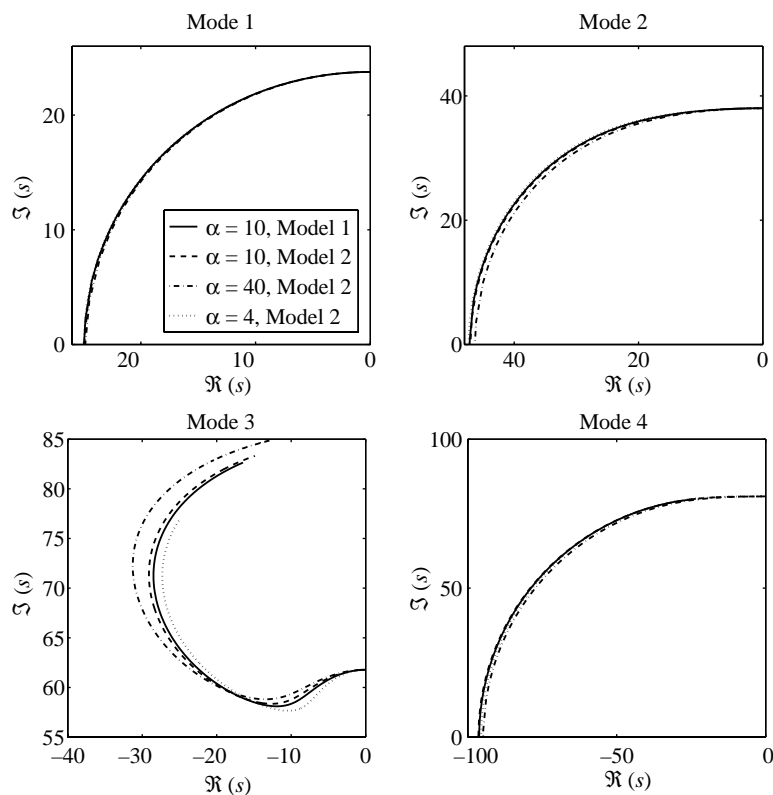 Mode 1
20
10
0
ℑ (s)
20
10
0
ℜ (s)
α = 10, Model 1
α = 10, Model 2
α = 40, Model 2
α = 4, Model 2
Mode 2
40
20
0
ℑ (s)
40
20
0
ℜ (s)
Mode 3
85
80
75
70
65
60
55
ℑ (s)
−40
−30
−20
−10
0
ℜ (s)
Mode 4
100
50
0
ℑ (s)
−100
−50
0
ℜ (s)